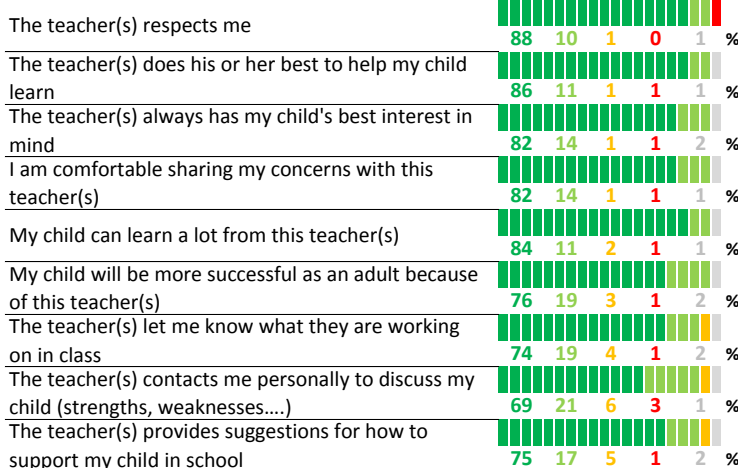 The teacher(s) respects me
88 10 1 0 1 %
The teacher(s) does his or her best to help my child
learn
86 11 1 1 1 %
The teacher(s) always has my child's best interest in
mind
82 14 1 1 2 %
I am comfortable sharing my concerns with this
teacher(s)
82 14 1 1 1 %
My child can learn a lot from this teacher(s)
84 11 2 1 1 %
My child will be more successful as an adult because
of this teacher(s)
76 19 3 1 2 %
The teacher(s) let me know what they are working
on in class
74 19 4 1 2 %
The teacher(s) contacts me personally to discuss my
child (strengths, weaknesses....)
69 21 6 3 1 %
The teacher(s) provides suggestions for how to
support my child in school
75 17 5 1 2 %